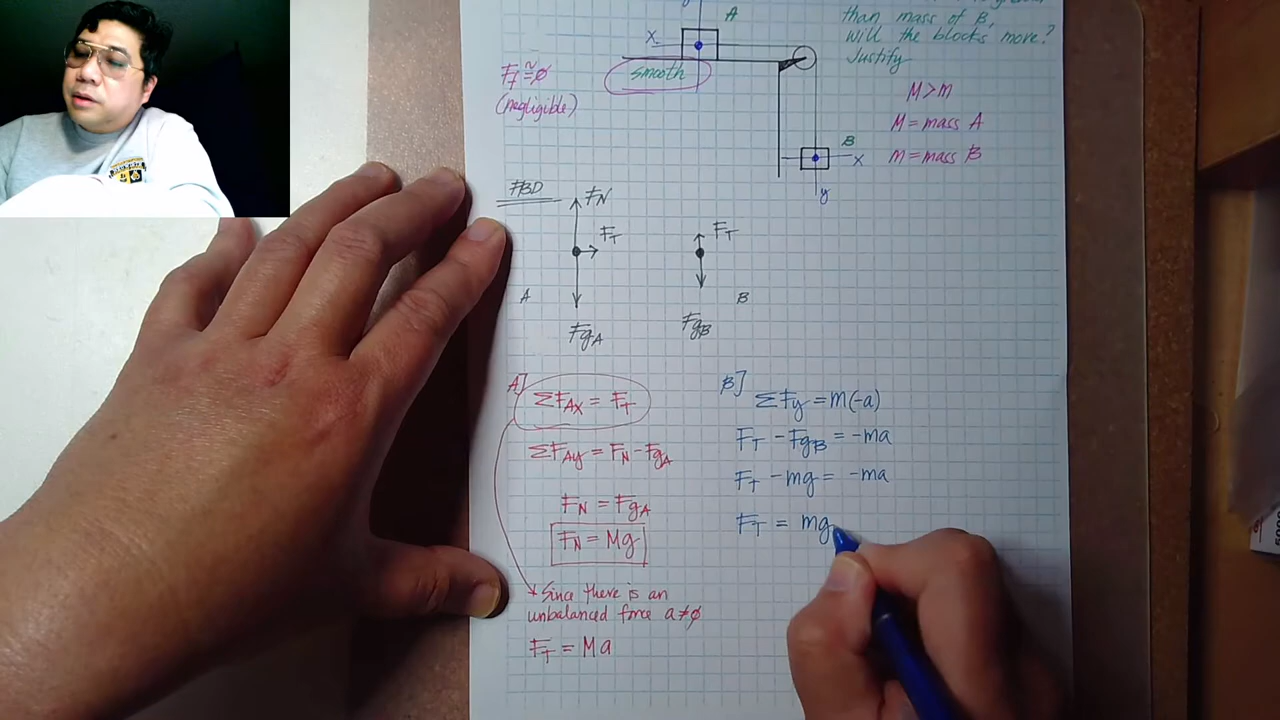 than mass of B,
will the blocks move?
Justify
y
A
X
smooth
Ff ≅ ø
(negligible)
M>m
M = mass A
m = mass B
B
X
y
FBD
FN
FT
A
FgA
FT
B
FgB
A]
ΣFAx = FT
ΣFAy = FN - FgA
FN = FgA
FN = Mg
* Since there is an
unbalanced force a≠ø
FT = Ma
B]
ΣFy = m(-a)
FT - FgB = -ma
FT - mg = -ma
FT = mg